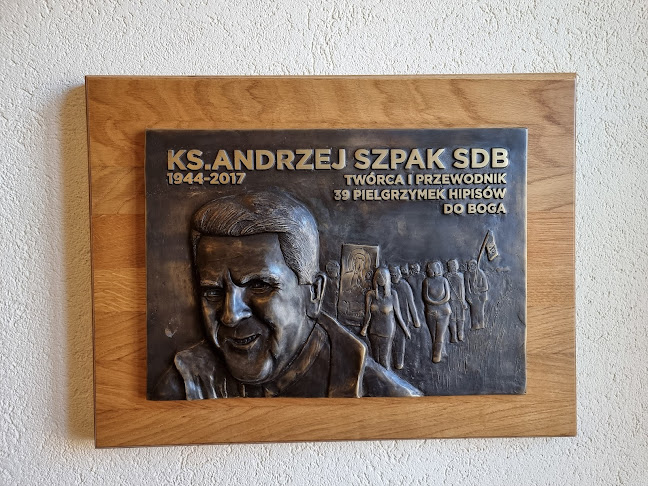 KS.ANDRZEJ SZPAK SDB
1944-2017
TWÓRCA I PRZEWODNIK
39 PIELGRZYMEK HIPISÓW
DO BOGA